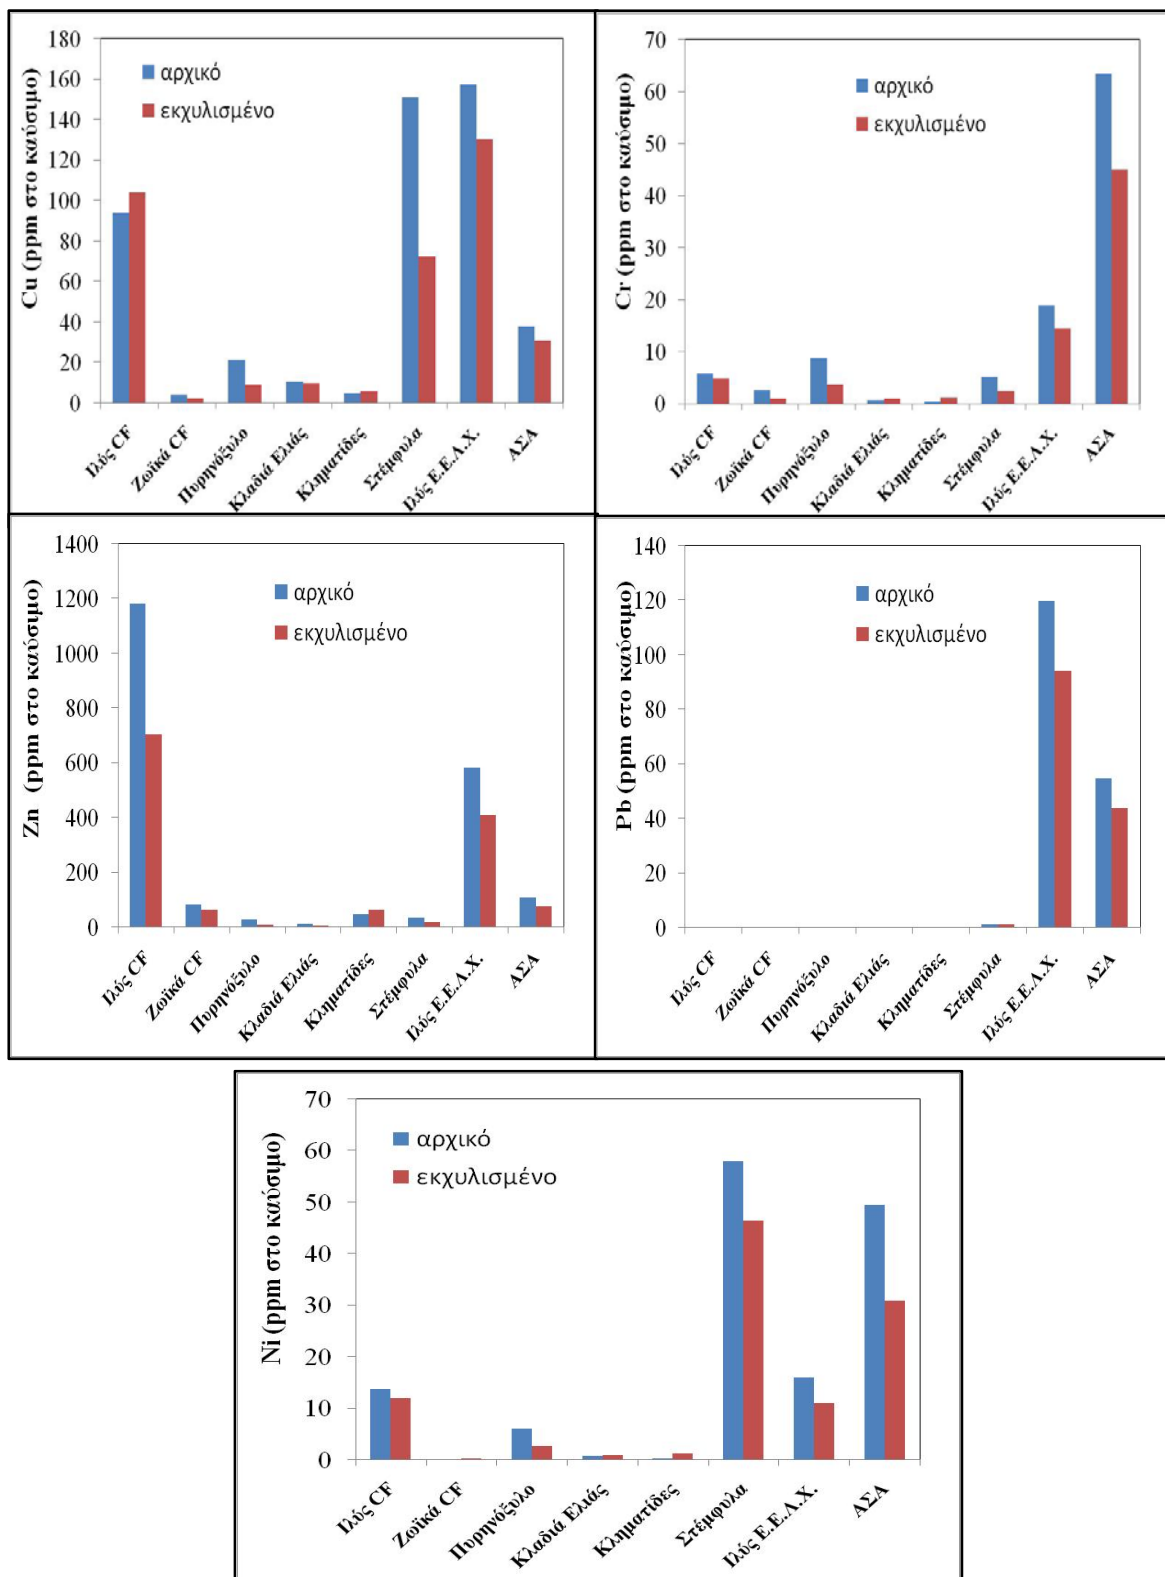 Cu (ppm στο καύσιμο)
180
160
140
120
100
80
60
40
20
0
αρχικό
εκχυλισμένο
Ιλύς CF
Ζωϊκά CF
Πυρηνόξυλο
Κλαδιά Ελιάς
Κληματίδες
Στέμφυλα
Ιλύς Ε.Ε.Λ.Χ.
ΑΣΑ
Cr (ppm στο καύσιμο)
70
60
50
40
30
20
10
0
αρχικό
εκχυλισμένο
Ιλύς CF
Ζωϊκά CF
Πυρηνόξυλο
Κλαδιά Ελιάς
Κληματίδες
Στέμφυλα
Ιλύς Ε.Ε.Λ.Χ.
ΑΣΑ
Zn (ppm στο καύσιμο)
1400
1200
1000
800
600
400
200
0
αρχικό
εκχυλισμένο
Ιλύς CF
Ζωϊκά CF
Πυρηνόξυλο
Κλαδιά Ελιάς
Κληματίδες
Στέμφυλα
Ιλύς Ε.Ε.Λ.Χ.
ΑΣΑ
Pb (ppm στο καύσιμο)
140
120
100
80
60
40
20
0
αρχικό
εκχυλισμένο
Ιλύς CF
Ζωϊκά CF
Πυρηνόξυλο
Κλαδιά Ελιάς
Κληματίδες
Στέμφυλα
Ιλύς Ε.Ε.Λ.Χ.
ΑΣΑ
Ni (ppm στο καύσιμο)
70
60
50
40
30
20
10
0
αρχικό
εκχυλισμένο
Ιλύς CF
Ζωϊκά CF
Πυρηνόξυλο
Κλαδιά Ελιάς
Κληματίδες
Στέμφυλα
Ιλύς Ε.Ε.Λ.Χ.
ΑΣΑ